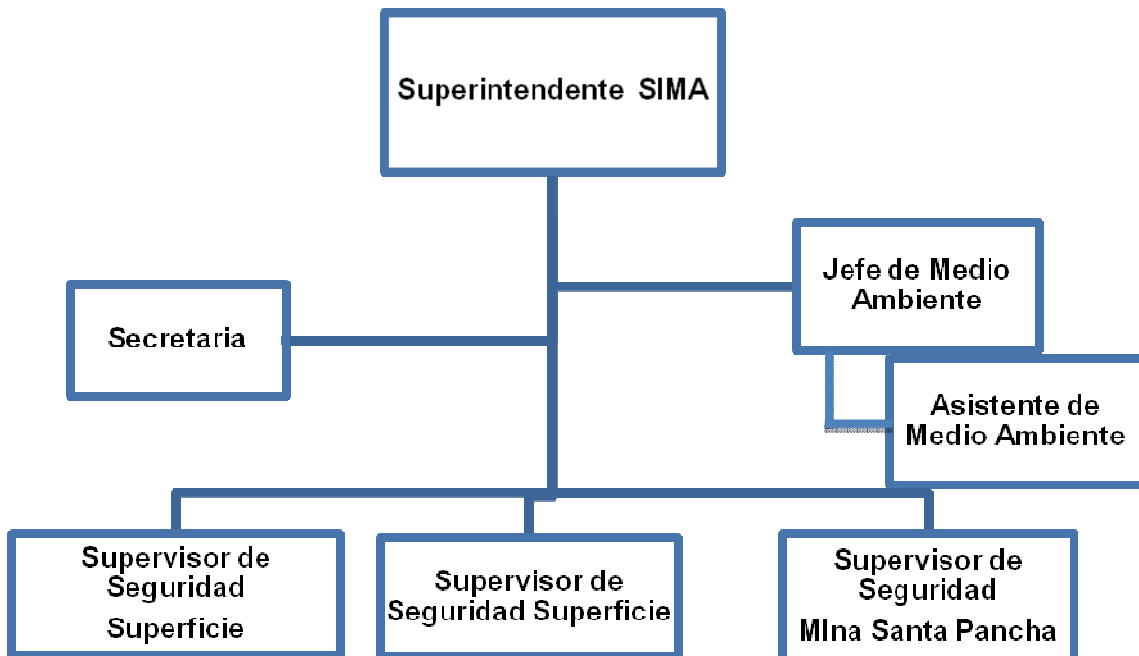 Superintendente SIMA
Jefe de Medio
Ambiente
Secretaria
Asistente de
Medio Ambiente
Supervisor de
Seguridad
Superficie
Supervisor de
Seguridad Superficie
Supervisor de
Seguridad
MIna Santa Pancha